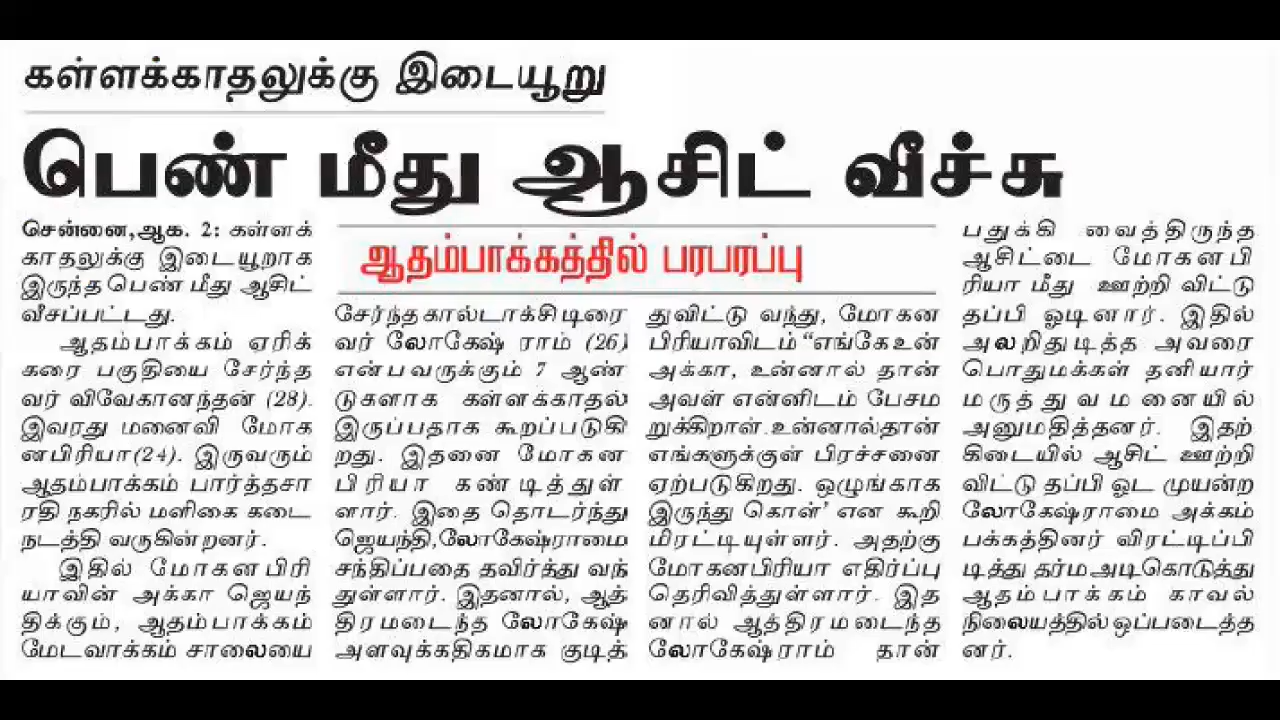 கள்ளக்காதலுக்கு இடையூறு
பெண் மீது ஆசிட் வீச்சு
ஆதம்பாக்கத்தில் பரபரப்பு
சென்னை,ஆக. 2: கள்ளக்
காதலுக்கு இடையூறாக
இருந்த பெண் மீது ஆசிட்
வீசப்பட்டது.
ஆதம்பாக்கம் ஏரிக்
கரை பகுதியை சேர்ந்த
வர் விவேகானந்தன் (28).
இவரது மனைவி மோக
னபிரியா(24). இருவரும்
ஆதம்பாக்கம் பார்த்தசா
ரதி நகரில் மளிகை கடை
நடத்தி வருகின்றனர்.
இதில் மோகனபிரி
யாவின் அக்கா ஜெயந்
திக்கும், ஆதம்பாக்கம்
மேடவாக்கம் சாலையை
சேர்ந்த கால்டாக்சி டிரை
வர் லோகேஷ் ராம் (26)
என்பவருக்கும் 7 ஆண்
டுகளாக கள்ளக்காதல்
இருப்பதாக கூறப்படுகி
றது. இதனை மோகன
பிரியா கண்டித்துள்
ளார். இதை தொடர்ந்து
ஜெயந்தி,லோகேஷ்ராமை
சந்திப்பதை தவிர்த்து வந்
துள்ளார். இதனால், ஆத்
திரமடைந்த லோகேஷ்
அளவுக்கதிகமாக குடித்
துவிட்டு வந்து, மோகன
பிரியாவிடம் “எங்கே உன்
அக்கா, உன்னால் தான்
அவள் என்னிடம் பேசம
றுக்கிறாள். உன்னால்தான்
எங்களுக்குள் பிரச்சனை
ஏற்படுகிறது. ஒழுங்காக
இருந்து கொள்’ என கூறி
மிரட்டியுள்ளர். அதற்கு
மோகனபிரியா எதிர்ப்பு
தெரிவித்துள்ளார். இத
னால் ஆத்திரமடைந்த
லோகேஷ்ராம் தான்
பதுக்கி வைத்திருந்த
ஆசிட்டை மோகனபி
ரியா மீது ஊற்றி விட்டு
தப்பி ஓடினார். இதில்
அலறிதுடித்த அவரை
பொதுமக்கள் தனியார்
மருத்துவமனையில்
அனுமதித்தனர். இதற்
கிடையில் ஆசிட் ஊற்றி
விட்டு தப்பி ஓட முயன்ற
லோகேஷ்ராமை அக்கம்
பக்கத்தினர் விரட்டிப்பி
டித்து தர்மஅடிகொடுத்து
ஆதம்பாக்கம் காவல்
நிலையத்தில் ஒப்படைத்த
னர்.